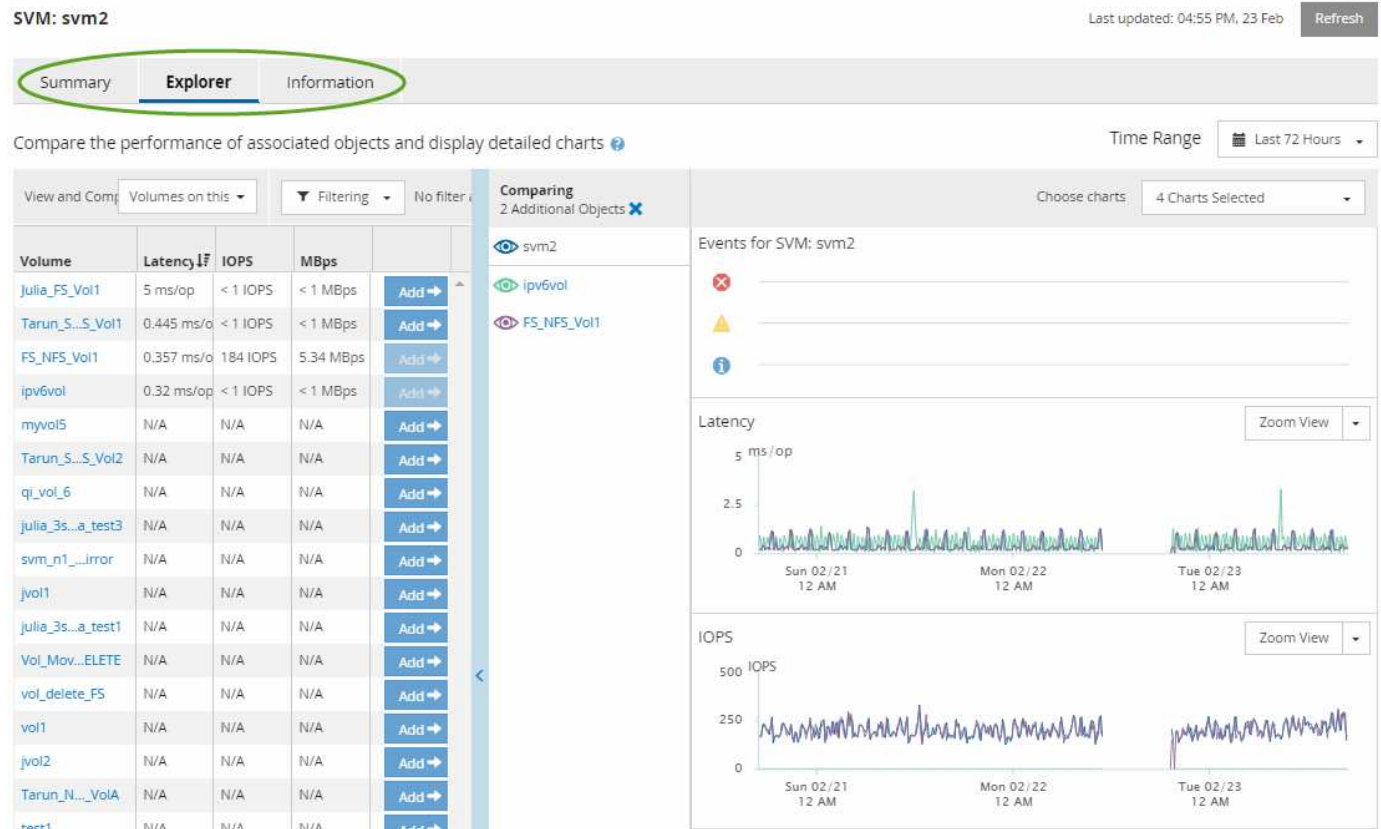 SVM: svm2
Last updated: 04:55 PM, 23 Feb Refresh
Summary Explorer Information
Compare the performance of associated objects and display detailed charts ?
Time Range Last 72 Hours
View and Comp Volumes on this Filtering No filter
Comparing
2 Additional Objects
Choose charts 4 Charts Selected
Volume Latency IOPS MBps
Julia_FS_Vol1 5 ms/op < 1 IOPS < 1 MBps Add
Tarun_S...S_Vol1 0.445 ms/o < 1 IOPS < 1 MBps Add
FS_NFS_Vol1 0.357 ms/o 184 IOPS 5.34 MBps Add
ipv6vol 0.32 ms/op < 1 IOPS < 1 MBps Add
myvol5 N/A N/A N/A Add
Tarun_S...S_Vol2 N/A N/A N/A Add
qi_vol_6 N/A N/A N/A Add
julia_3s...a_test3 N/A N/A N/A Add
svm_n1_...irror N/A N/A N/A Add
jvol1 N/A N/A N/A Add
julia_3s...a_test1 N/A N/A N/A Add
Vol_Mov...ELETE N/A N/A N/A Add
vol_delete_FS N/A N/A N/A Add
vol1 N/A N/A N/A Add
jvol2 N/A N/A N/A Add
Tarun_N..._VolA N/A N/A N/A Add
test1 N/A N/A N/A Add
svm2
ipv6vol
FS_NFS_Vol1
Events for SVM: svm2
Latency Zoom View
5 ms/op
2.5
0
Sun 02/21 Mon 02/22 Tue 02/23
12 AM 12 AM 12 AM
IOPS Zoom View
500 IOPS
250
0
Sun 02/21 Mon 02/22 Tue 02/23
12 AM 12 AM 12 AM